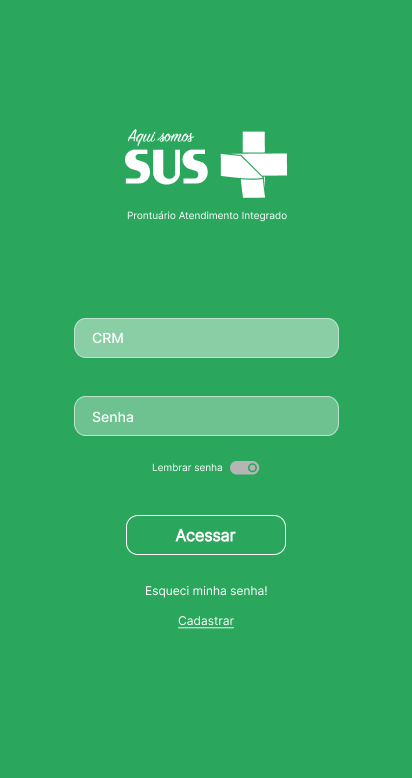 Aqui somos
SUS
Prontuário Atendimento Integrado
CRM
Senha
Lembrar senha
Acessar
Esqueci minha senha!
Cadastrar